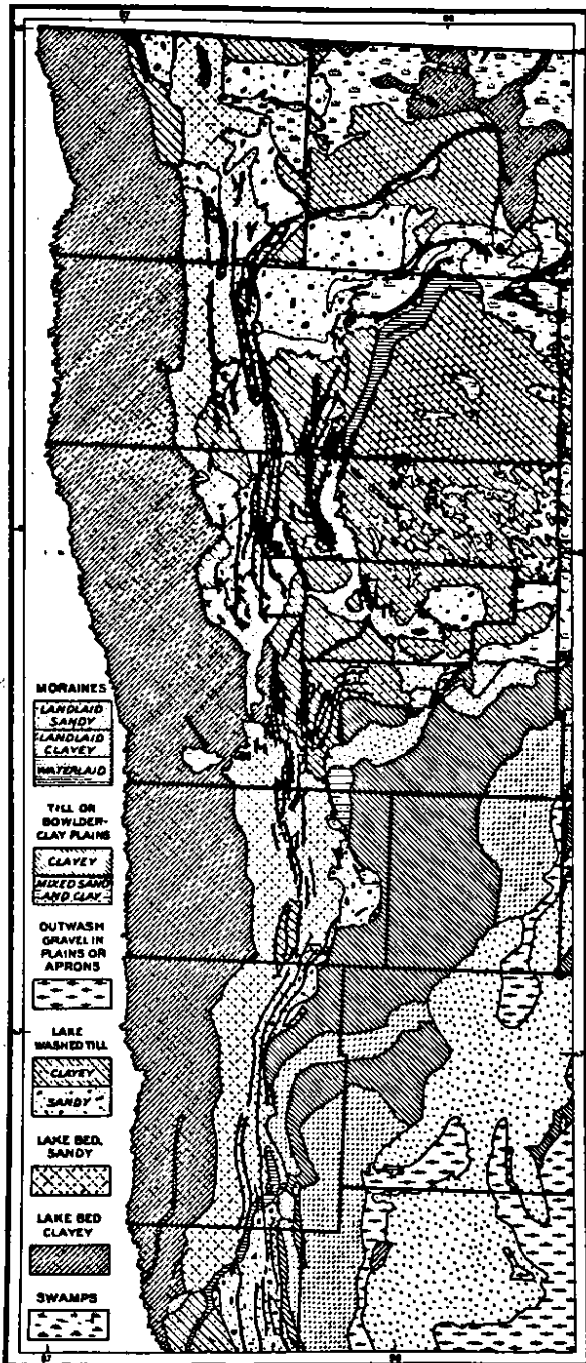 MORAINES
LANDLAID
SANDY
LANDLAID
CLAYEY
WATERLAID
TILL OR
BOWLDER-
CLAY PLAINS
CLAYEY
MIXED SAND
AND CLAY
OUTWASH
GRAVEL IN
PLAINS OR
APRONS
LAKE
WASHED TILL
CLAYEY
SANDY
LAKE BED,
SANDY
LAKE BED
CLAYEY
SWAMPS